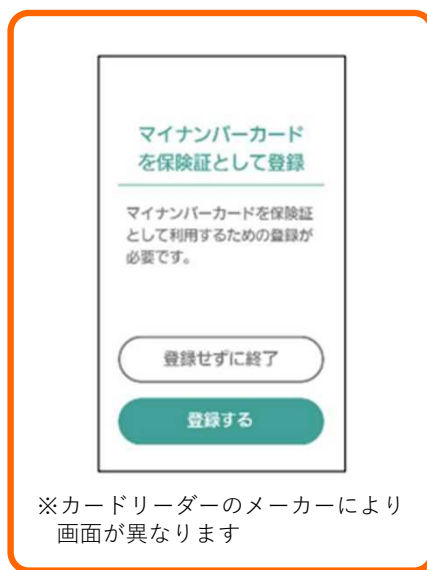 マイナンバーカード
を保険証として登録
マイナンバーカードを保険証
として利用するための登録が
必要です。
登録せずに終了
登録する
※カードリーダーのメーカーにより
画面が異なります